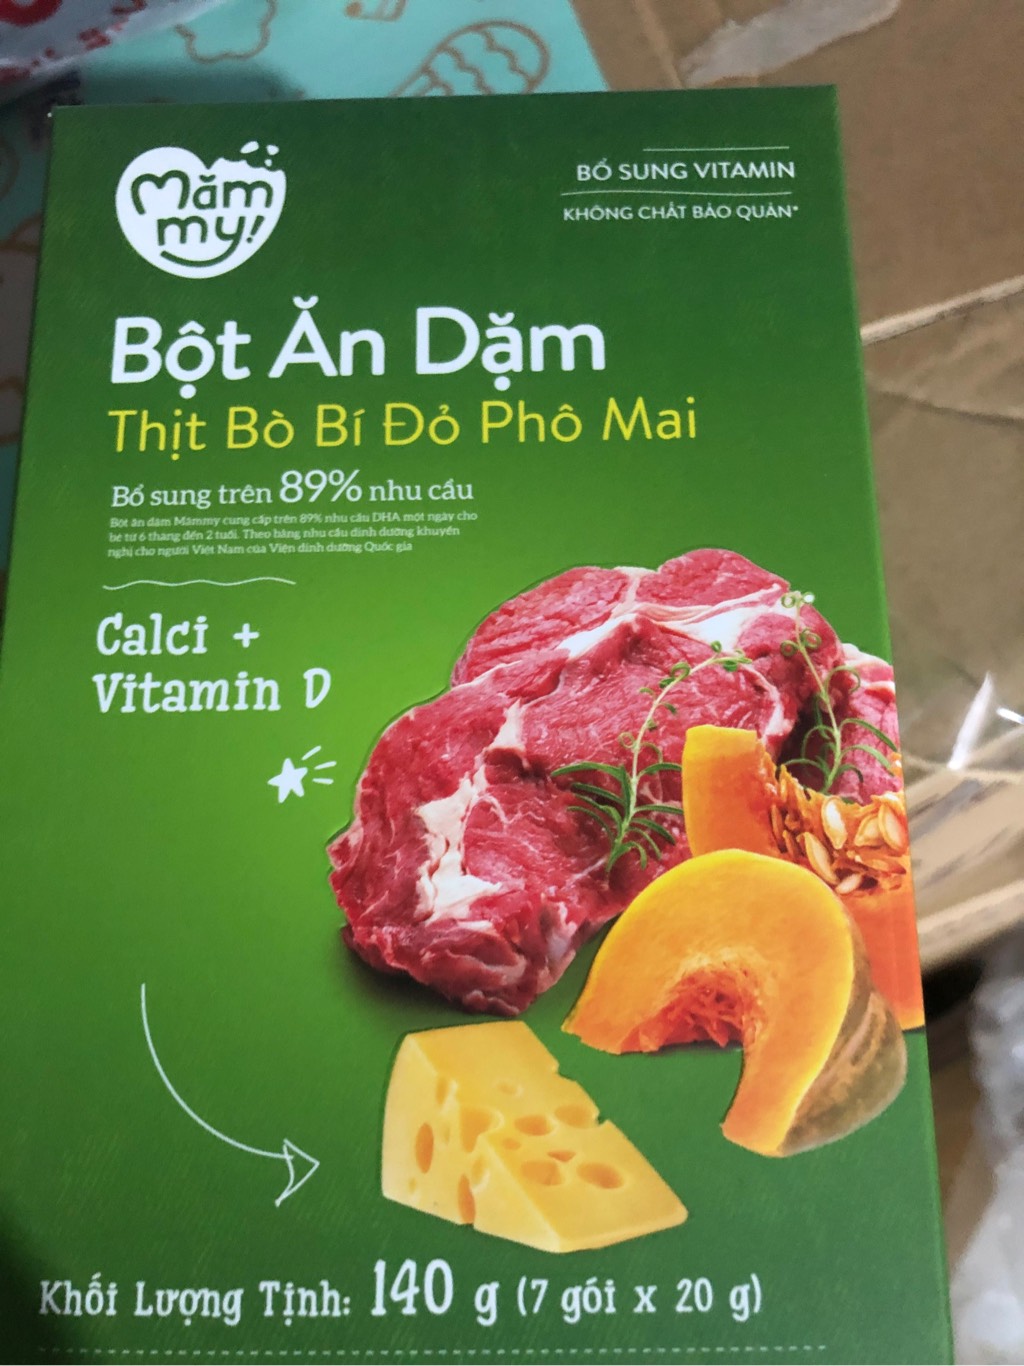 Măm
my!
BỔ SUNG VITAMIN
KHÔNG CHẤT BẢO QUẢN*
Bột Ăn Dặm
Thịt Bò Bí Đỏ Phô Mai
Bổ sung trên 89% nhu cầu
Bột ăn dặm Mămmy cung cấp trên 89% nhu cầu DHA một ngày cho
bé từ 6 tháng đến 2 tuổi. Theo bảng nhu cầu dinh dưỡng khuyến
nghị cho người Việt Nam của Viện dinh dưỡng Quốc gia
Calci +
Vitamin D
Khối Lượng Tịnh: 140 g (7 gói x 20 g)